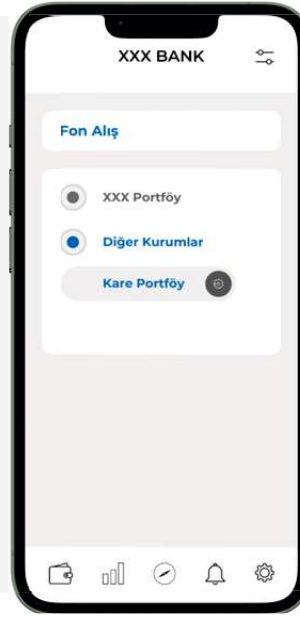 XXX BANK
Fon Alış
XXX Portföy
Diğer Kurumlar
Kare Portföy